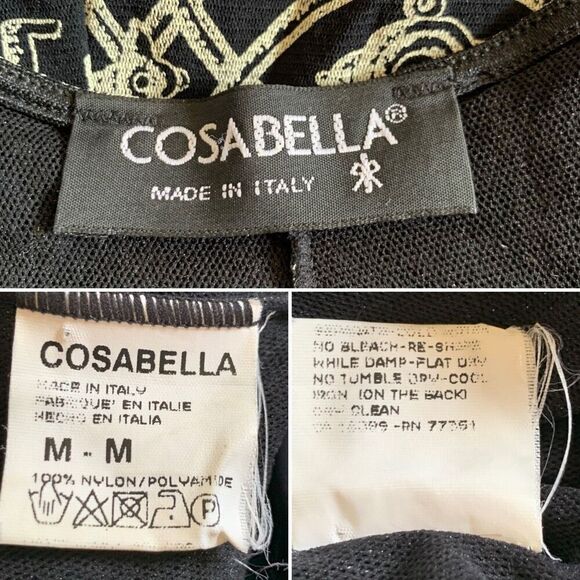 COSABELLA®
MADE IN ITALY
COSABELLA
MADE IN ITALY
FABRIQUE' EN ITALIE
HECHO EN ITALIA
M - M
100% NYLON/POLYAMIDE
P
NO BLEACH-RE-SHAPE
WHILE DAMP-FLAT DRY
NO TUMBLE DRY-COOL
IRON (ON THE BACK)
DRY CLEAN
-RN 77351